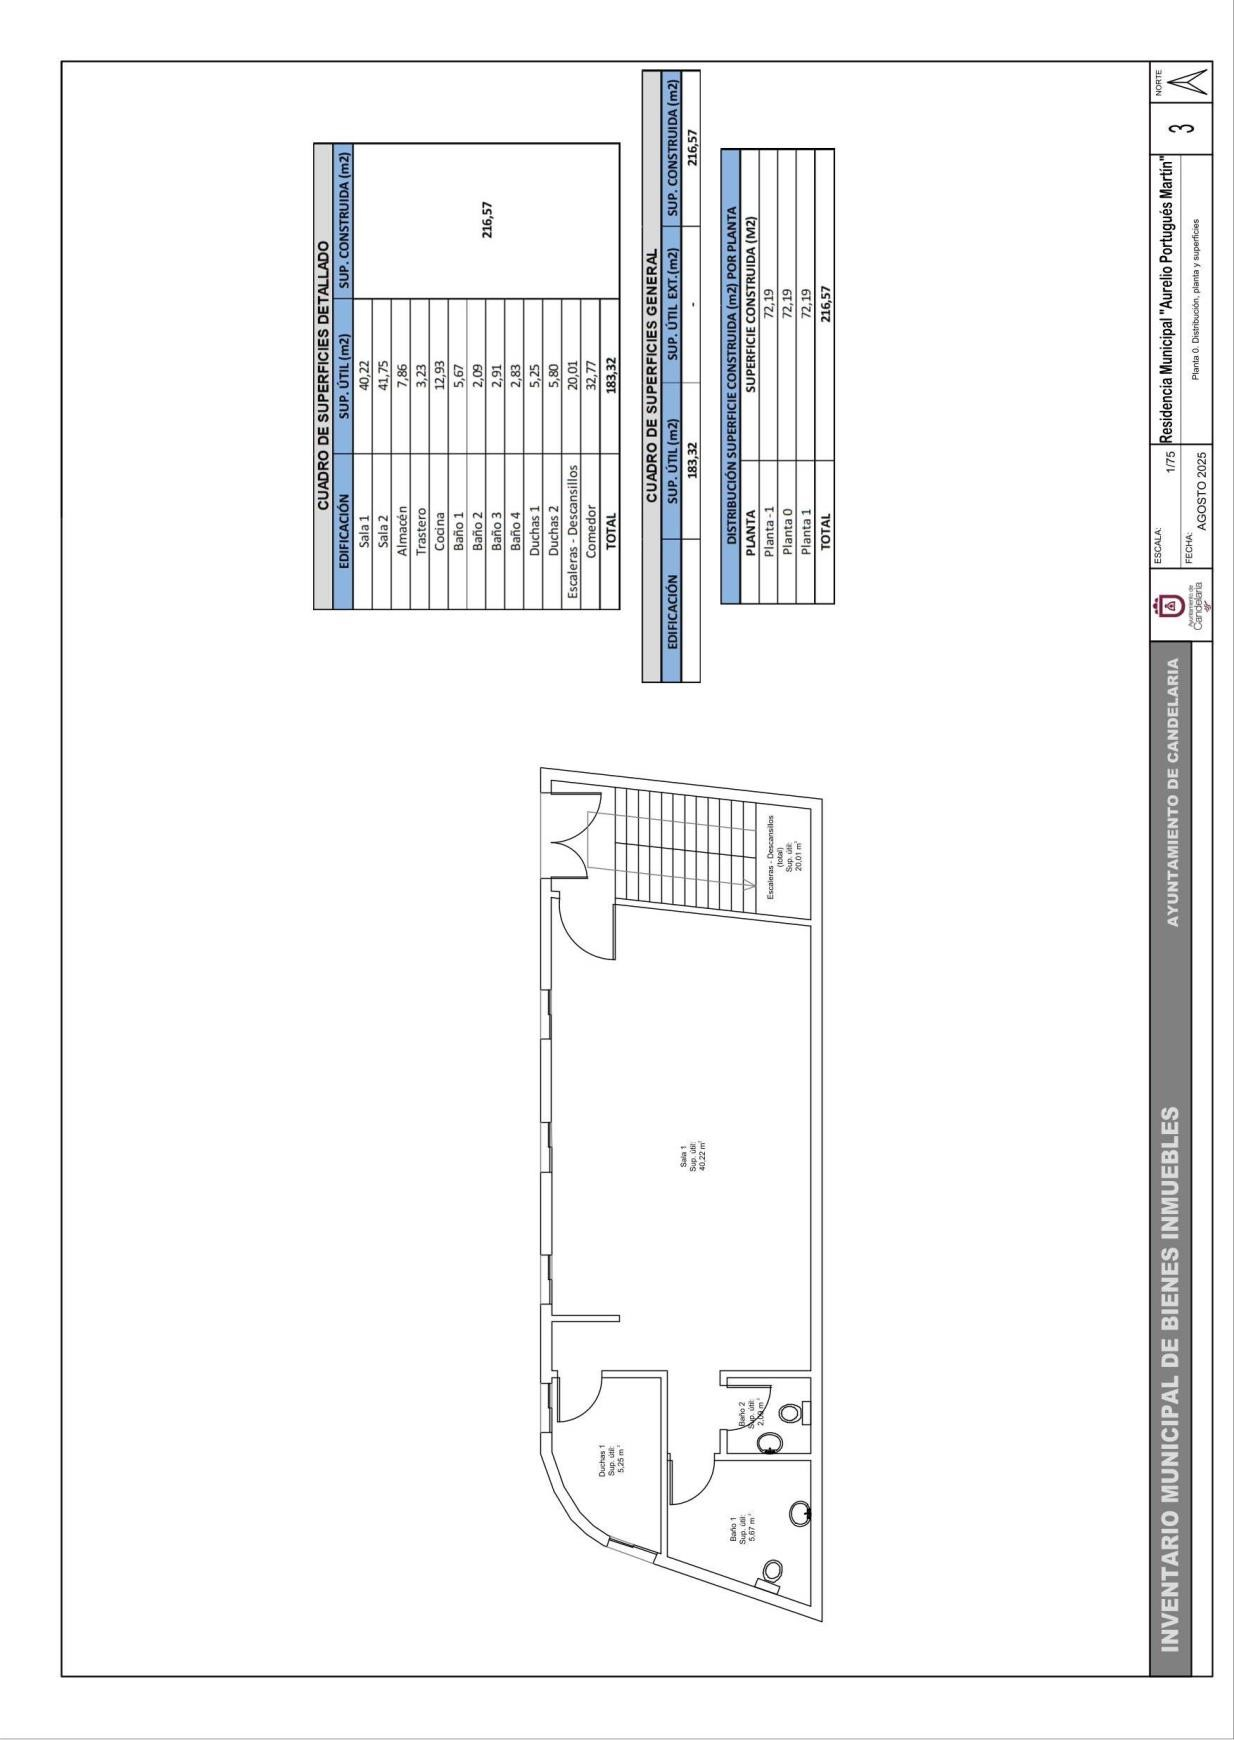 CUADRO DE SUPERFICIES DETALLADO
EDIFICACIÓN SUP. ÚTIL (m2) SUP. CONSTRUIDA (m2)
Sala 1 40,22
Sala 2 41,75
Almacén 7,86
Trastero 3,23
Cocina 12,93
Baño 1 5,67
Baño 2 2,09
Baño 3 2,91
Baño 4 2,83
Duchas 1 5,25
Duchas 2 5,80
Escaleras - Descansillos 20,01
Comedor 32,77
TOTAL 183,32
216,57
CUADRO DE SUPERFICIES GENERAL
EDIFICACIÓN SUP. ÚTIL (m2) SUP. ÚTIL EXT.(m2) SUP. CONSTRUIDA (m2)
183,32 - 216,57
DISTRIBUCIÓN SUPERFICIE CONSTRUIDA (m2) POR PLANTA
PLANTA SUPERFICIE CONSTRUIDA (M2)
Planta -1 72,19
Planta 0 72,19
Planta 1 72,19
TOTAL 216,57
Duchas 1
Sup. útil:
5,25 m²
Baño 1
Sup. útil:
5,67 m²
Baño 2
Sup. útil:
2,09 m²
Sala 1
Sup. útil:
40,22 m²
Escaleras - Descansillos
(total)
Sup. útil:
20,01 m²
INVENTARIO MUNICIPAL DE BIENES INMUEBLES
AYUNTAMIENTO DE CANDELARIA
Ayuntamiento de
Candelaria
ESCALA:
1/75
FECHA:
AGOSTO 2025
Residencia Municipal "Aurelio Portugués Martín"
Planta 0. Distribución, planta y superficies
3
NORTE